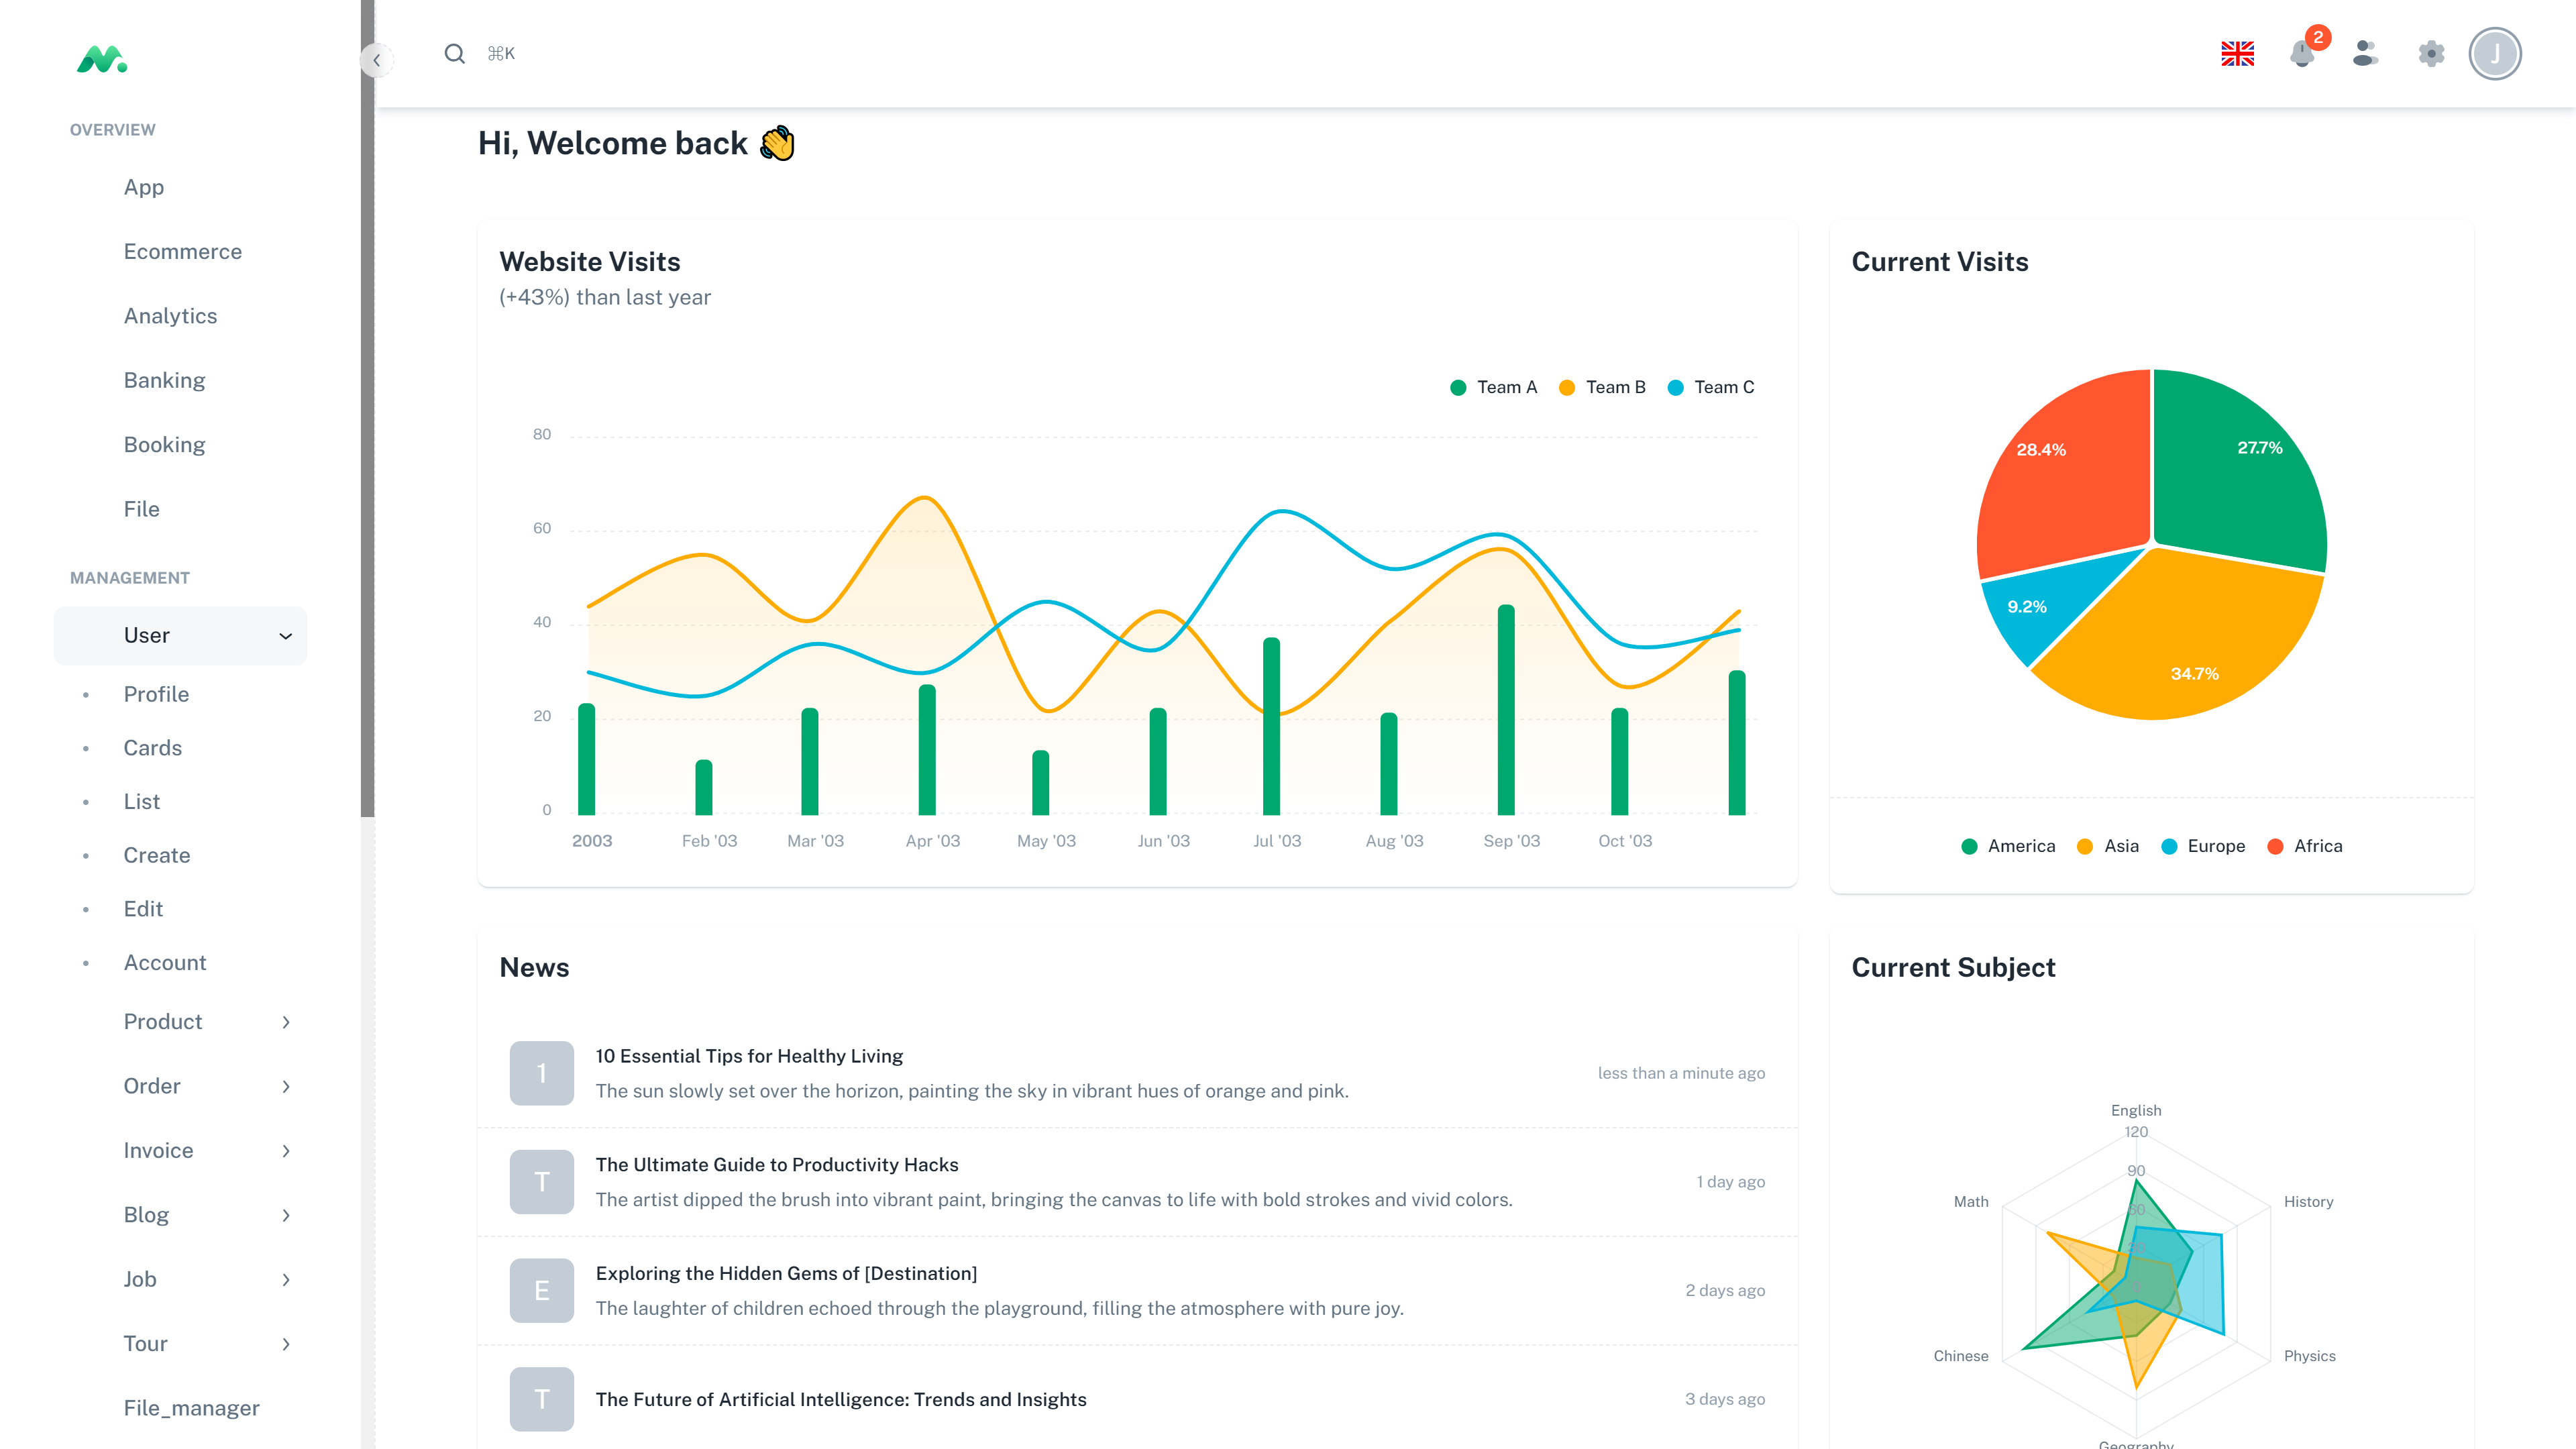 OVERVIEW
App
Ecommerce
Analytics
Banking
Booking
File
MANAGEMENT
User
Profile
Cards
List
Create
Edit
Account
Product
Order
Invoice
Blog
Job
Tour
File_manager
⌘K
2
J
Hi, Welcome back 👋
Website Visits
(+43%) than last year
Team A Team B Team C
80
60
40
20
0
2003 Feb '03 Mar '03 Apr '03 May '03 Jun '03 Jul '03 Aug '03 Sep '03 Oct '03
Current Visits
28.4%
27.7%
9.2%
34.7%
America Asia Europe Africa
News
1
10 Essential Tips for Healthy Living
The sun slowly set over the horizon, painting the sky in vibrant hues of orange and pink.
less than a minute ago
T
The Ultimate Guide to Productivity Hacks
The artist dipped the brush into vibrant paint, bringing the canvas to life with bold strokes and vivid colors.
1 day ago
E
Exploring the Hidden Gems of [Destination]
The laughter of children echoed through the playground, filling the atmosphere with pure joy.
2 days ago
T
The Future of Artificial Intelligence: Trends and Insights
3 days ago
Current Subject
English
120
90
60
30
Math
History
Chinese
Physics
Geography